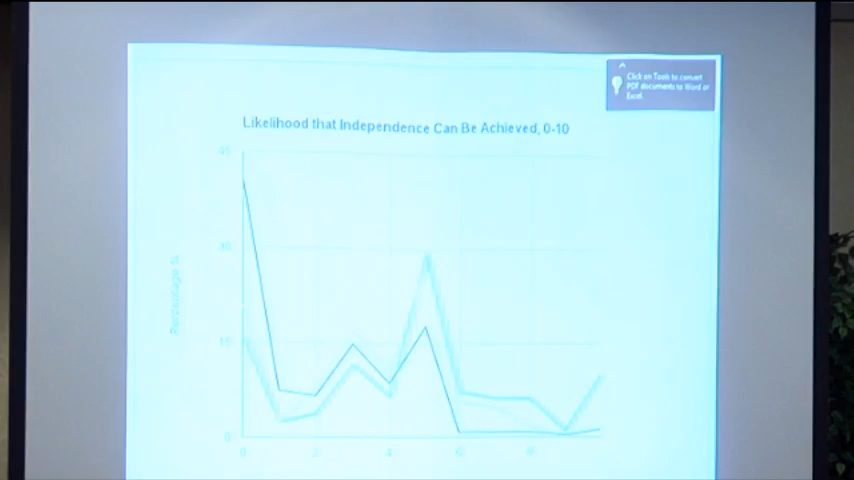 Click on Tools to convert
PDF documents to Word or
Excel.
Likelihood that Independence Can Be Achieved, 0-10
45
30
Percentage %
15
0
0
2
4
6
8